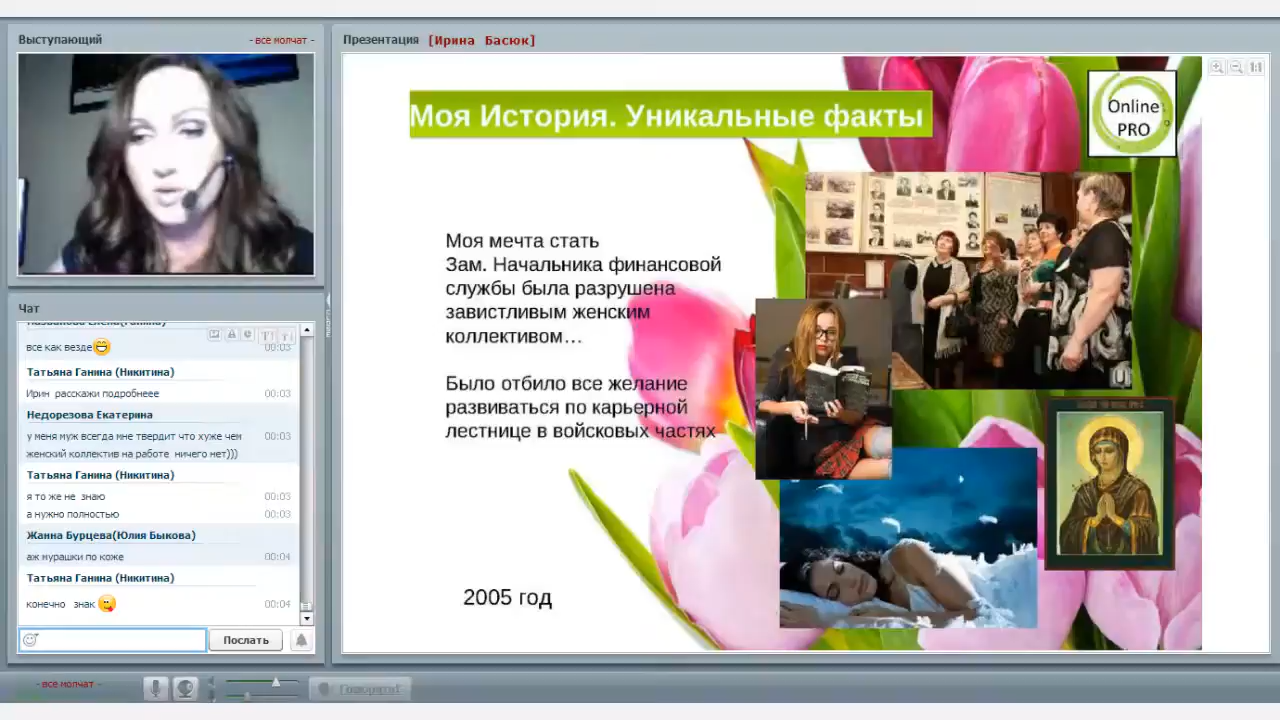 Выступающий
- все молчат -
Презентация [Ирина Басюк]
Моя История. Уникальные факты
Online
PRO
Моя мечта стать
Зам. Начальника финансовой
службы была разрушена
завистливым женским
коллективом…
Было отбило все желание
развиваться по карьерной
лестнице в войсковых частях
2005 год
Чат
все как везде 00:03
Татьяна Ганина (Никитина)
Ирин расскажи подробнеее 00:03
Недорезова Екатерина
у меня муж всегда мне твердит что хуже чем 00:03
женский коллектив на работе ничего нет)))
Татьяна Ганина (Никитина)
я то же не знаю 00:03
а нужно полностью 00:03
Жанна Бурцева(Юлия Быкова)
аж мурашки по коже 00:04
Татьяна Ганина (Никитина)
конечно знак 00:04
Послать
- все молчат -
1:1